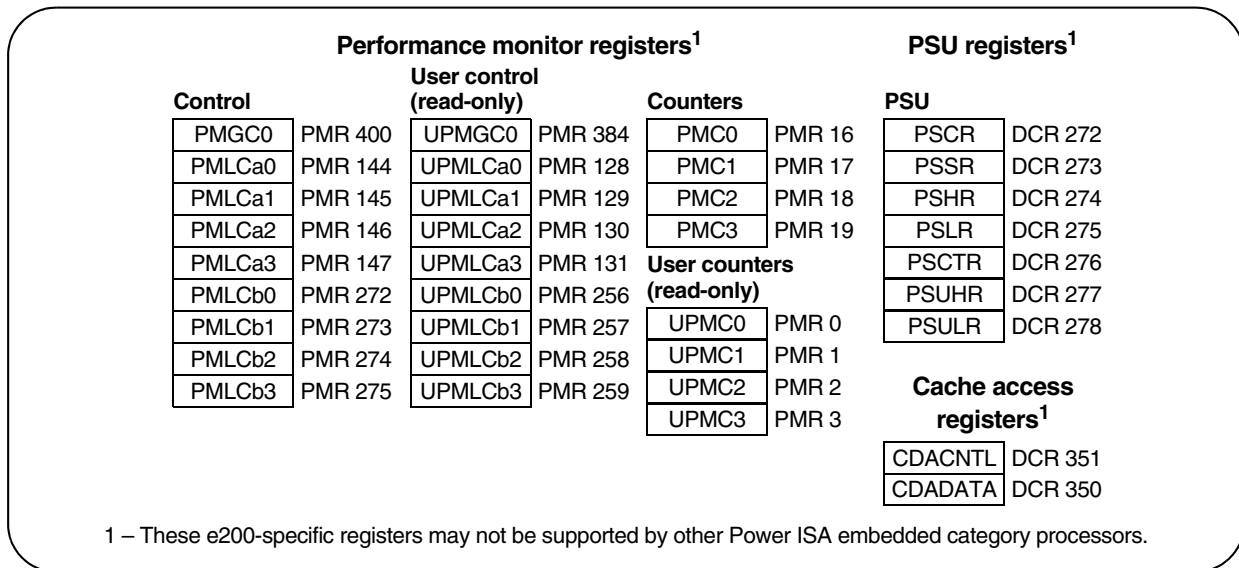 Performance monitor registers1
PSU registers1
Control
User control
(read-only)
Counters
PSU
PMGC0 PMR 400 UPMGC0 PMR 384 PMC0 PMR 16 PSCR DCR 272
PMLCa0 PMR 144 UPMLCa0 PMR 128 PMC1 PMR 17 PSSR DCR 273
PMLCa1 PMR 145 UPMLCa1 PMR 129 PMC2 PMR 18 PSHR DCR 274
PMLCa2 PMR 146 UPMLCa2 PMR 130 PMC3 PMR 19 PSLR DCR 275
PMLCa3 PMR 147 UPMLCa3 PMR 131 User counters PSCTR DCR 276
PMLCb0 PMR 272 UPMLCb0 PMR 256 (read-only) PSUHR DCR 277
PMLCb1 PMR 273 UPMLCb1 PMR 257 UPMC0 PMR 0 PSULR DCR 278
PMLCb2 PMR 274 UPMLCb2 PMR 258 UPMC1 PMR 1
PMLCb3 PMR 275 UPMLCb3 PMR 259 UPMC2 PMR 2
UPMC3 PMR 3
Cache access
registers1
CDACNTL DCR 351
CDADATA DCR 350
1 – These e200-specific registers may not be supported by other Power ISA embedded category processors.